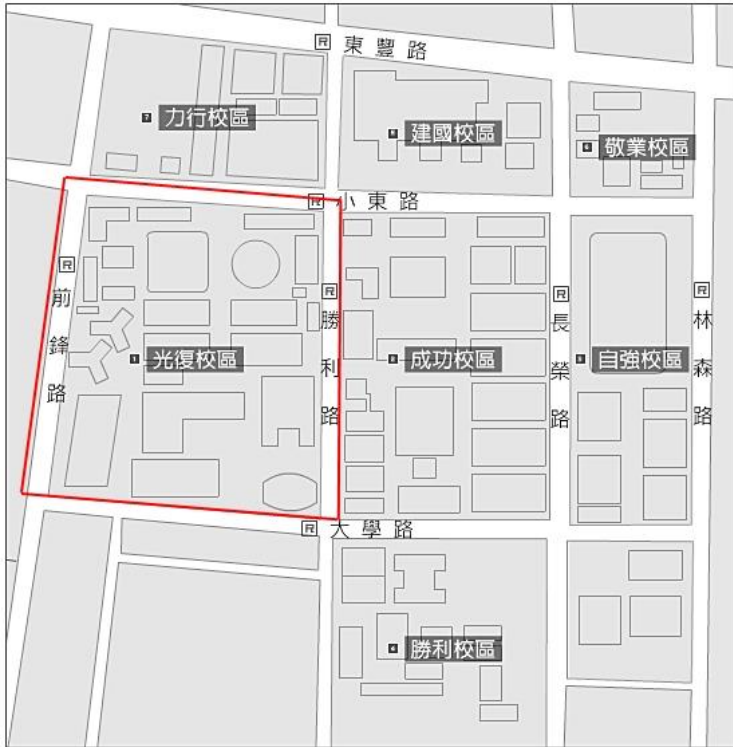 東豐路
力行校區
建國校區
敬業校區
小東路
前鋒路
勝利路
長榮路
林森路
光復校區
成功校區
自強校區
大學路
勝利校區